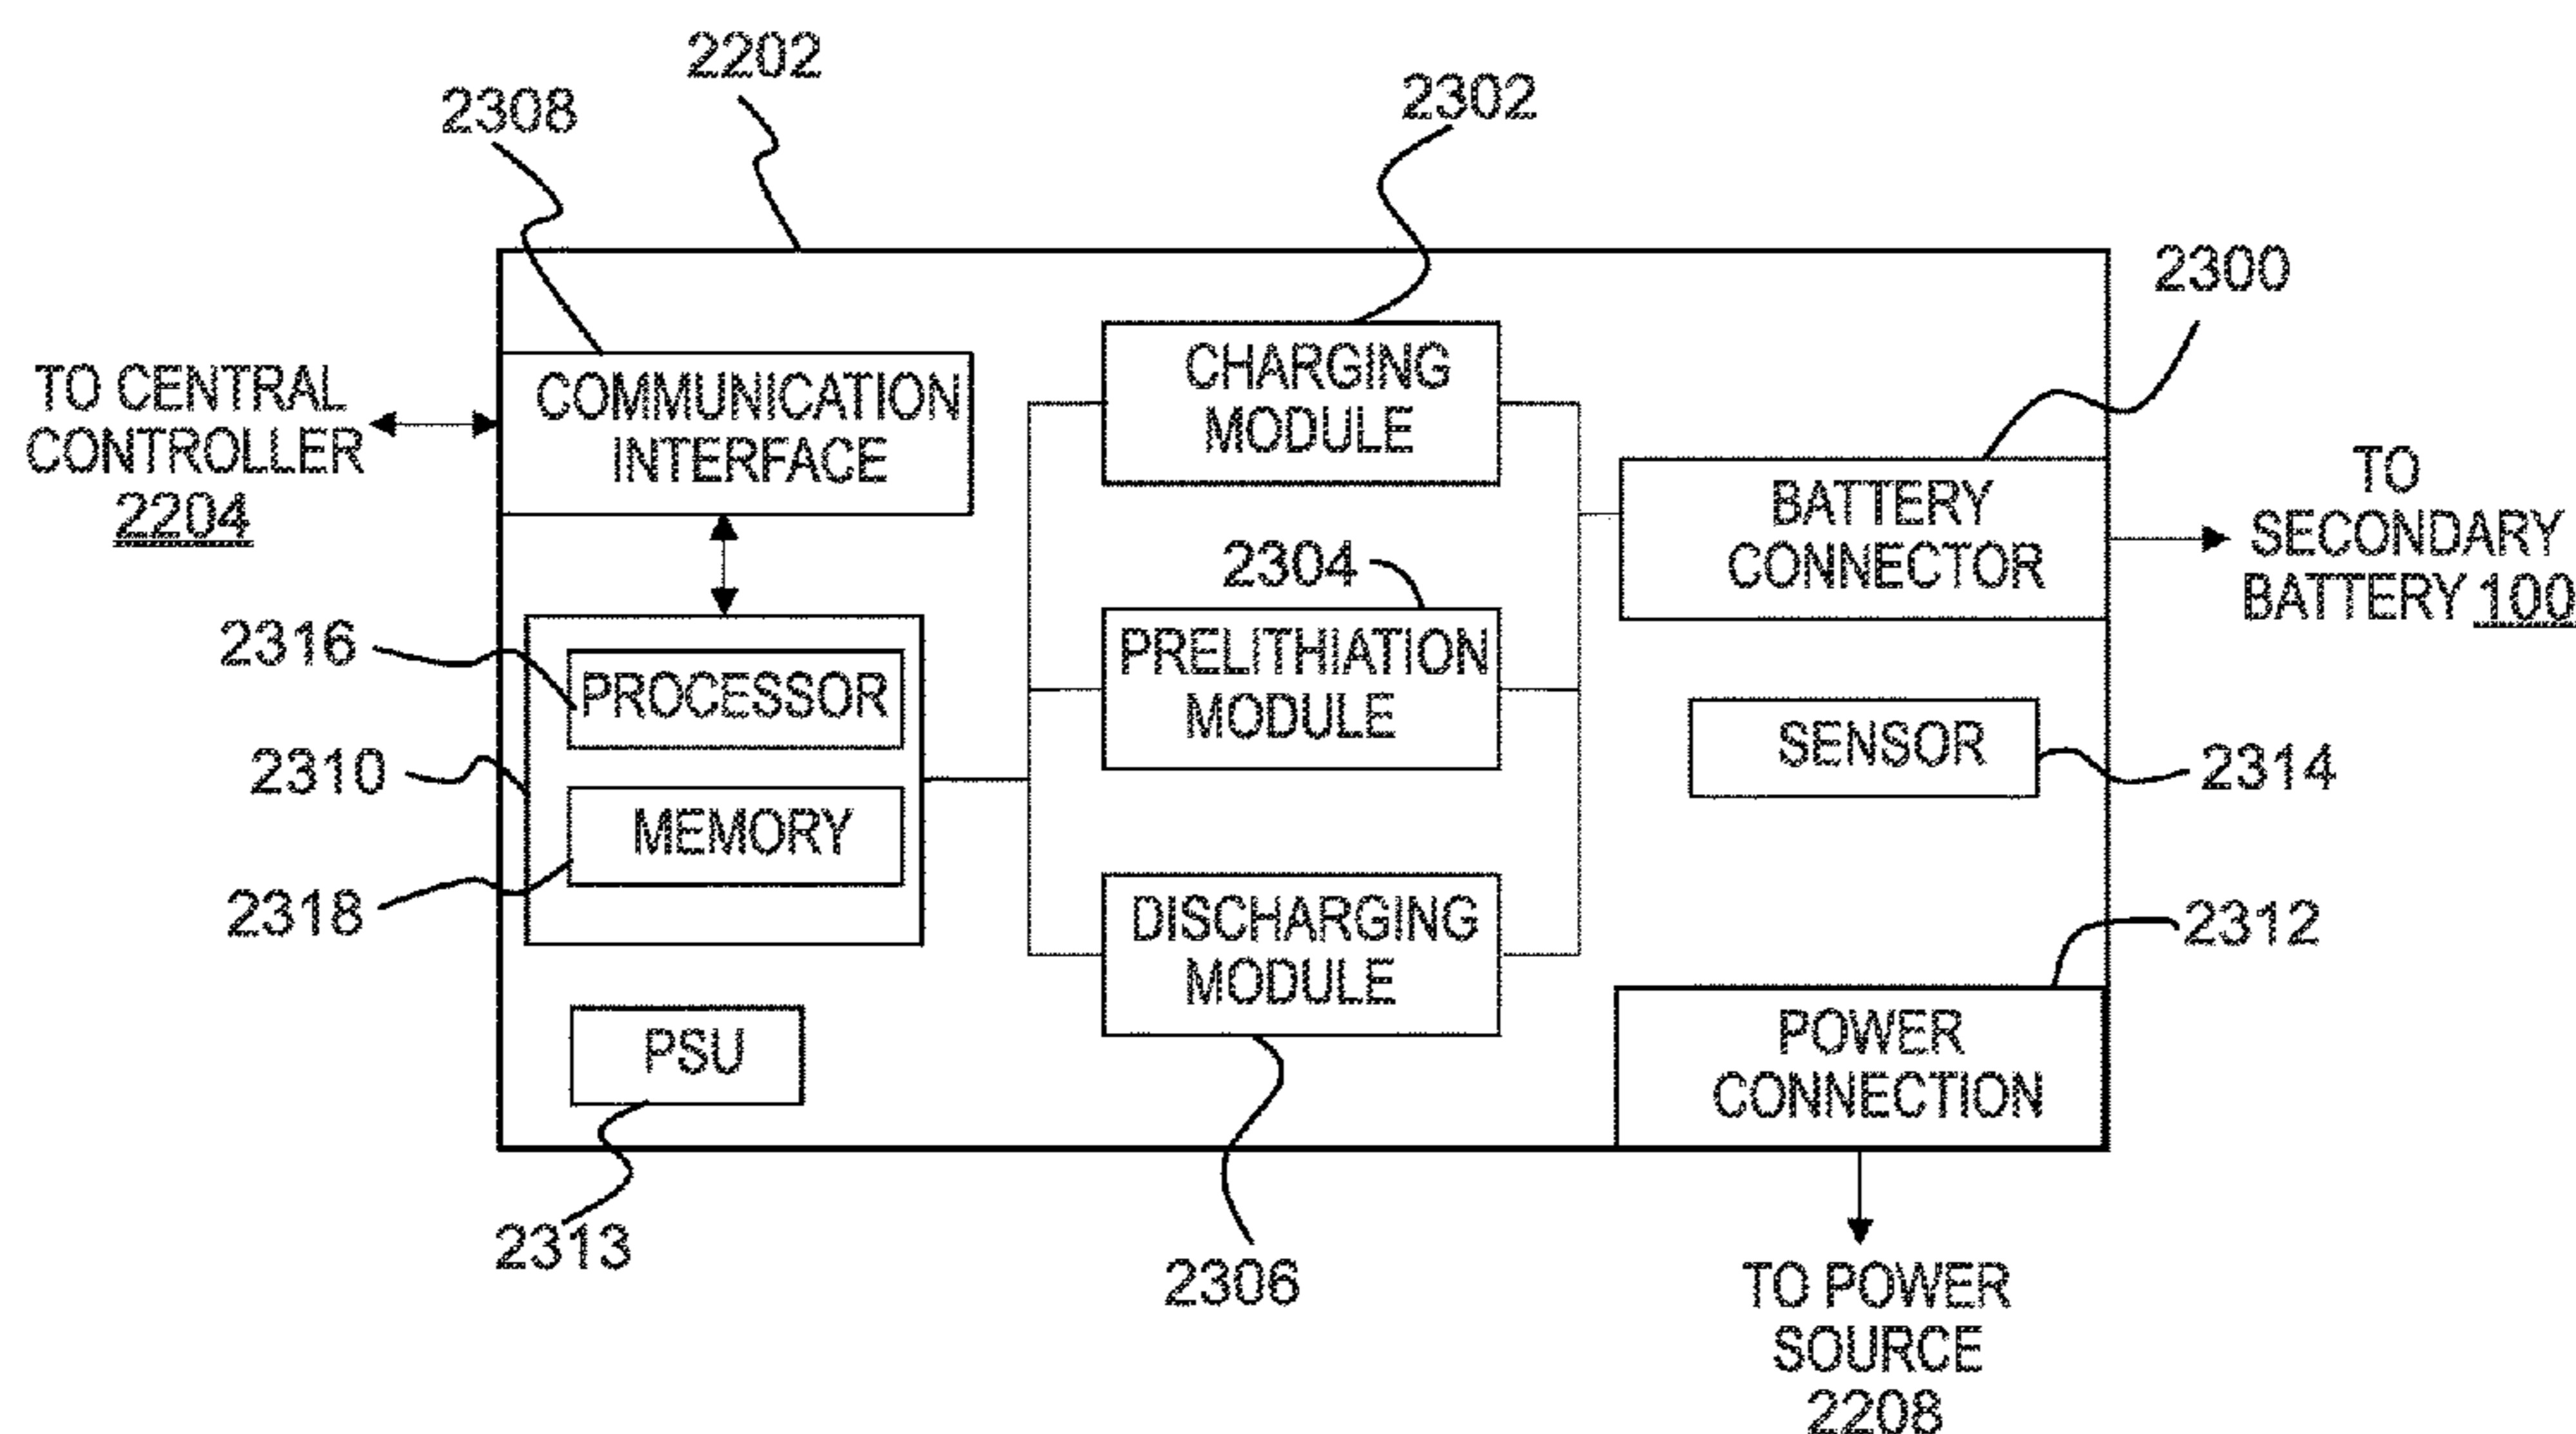 2202
2308
2302
2300
TO CENTRAL
CONTROLLER
2204
COMMUNICATION
INTERFACE
CHARGING
MODULE
BATTERY
CONNECTOR
TO
SECONDARY
BATTERY 100
2304
PRELITHIATION
MODULE
2316
PROCESSOR
2310
MEMORY
2318
SENSOR
2314
DISCHARGING
MODULE
2312
PSU
2313
POWER
CONNECTION
2306
TO POWER
SOURCE
2208